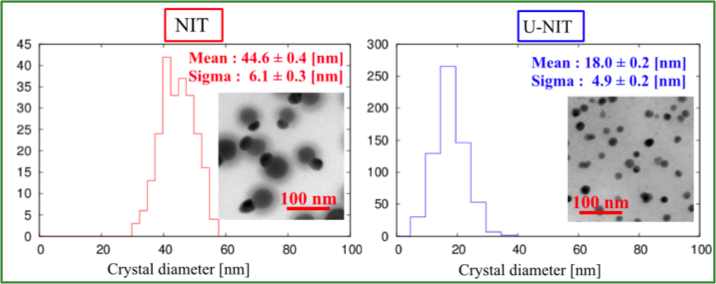 NIT
45
40
35
30
25
20
15
10
5
0
0 20 40 60 80 100
Mean : 44.6 ± 0.4 [nm]
Sigma : 6.1 ± 0.3 [nm]
100 nm
Crystal diameter [nm]
U-NIT
300
250
200
150
100
50
0
0 20 40 60 80 100
Mean : 18.0 ± 0.2 [nm]
Sigma : 4.9 ± 0.2 [nm]
100 nm
Crystal diameter [nm]